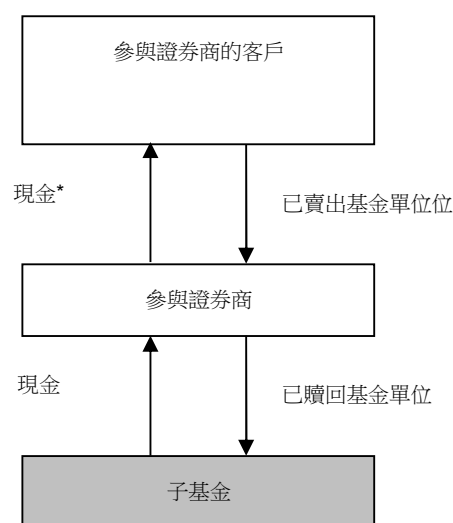 參與證券商的客戶
現金*
已賣出基金單位位
參與證券商
現金
已贖回基金單位
子基金